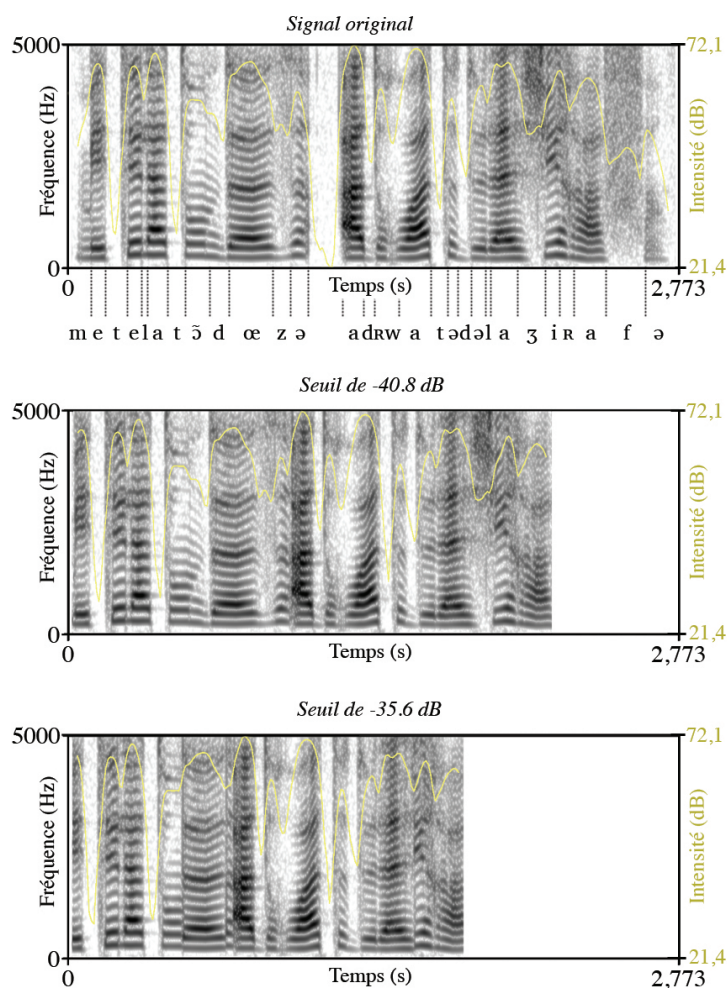 Signal original
5000
72,1
Fréquence (Hz)
Intensité (dB)
0
21,4
0
Temps (s)
2,773
m e t e l a t ɔ̃ d œ z ə a d ʀ w a t ə d ə l a ʒ i ʀ a f ə
Seuil de -40.8 dB
5000
72,1
Fréquence (Hz)
Intensité (dB)
0
21,4
0
Temps (s)
2,773
Seuil de -35.6 dB
5000
72,1
Fréquence (Hz)
Intensité (dB)
0
21,4
0
Temps (s)
2,773